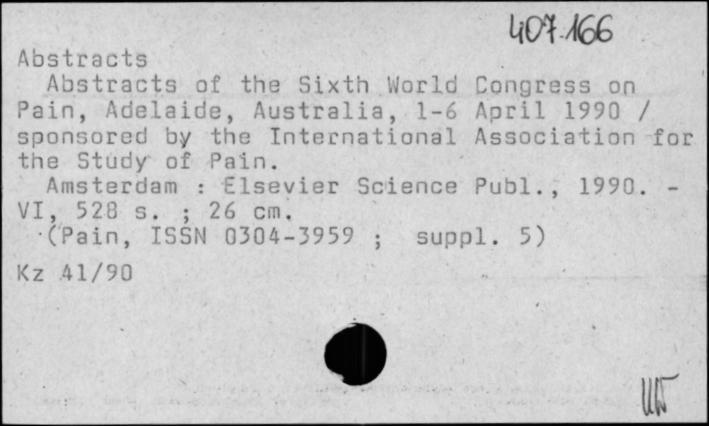 407.166
Abstracts
Abstracts of the Sixth World Congress on
Pain, Adelaide, Australia, 1-6 April 1990 /
sponsored by the International Association for
the Study of Pain.
Amsterdam : Elsevier Science Publ., 1990. -
VI, 528 s. ; 26 cm.
(Pain, ISSN 0304-3959 ; suppl. 5)
Kz 41/90